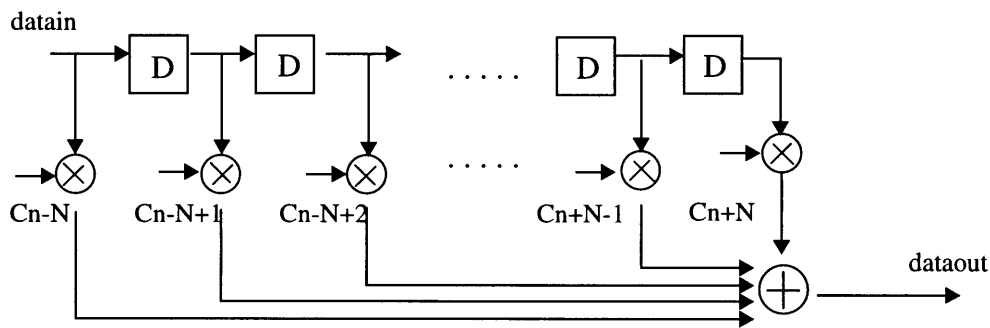 datain
D D ..... D D
.....
Cn-N Cn-N+1 Cn-N+2 Cn+N-1 Cn+N
dataout